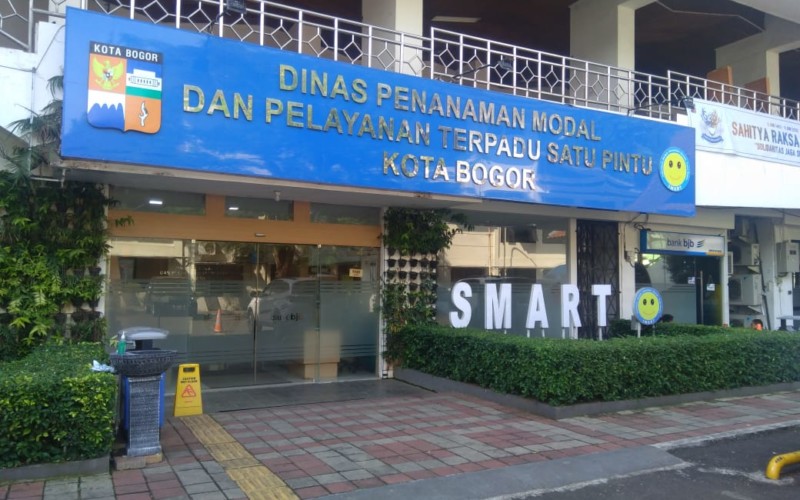 KOTA BOGOR
DINAS PENANAMAN MODAL
DAN PELAYANAN TERPADU SATU PINTU
KOTA BOGOR
SAHITYA RAKSA
bank bjb
SMART